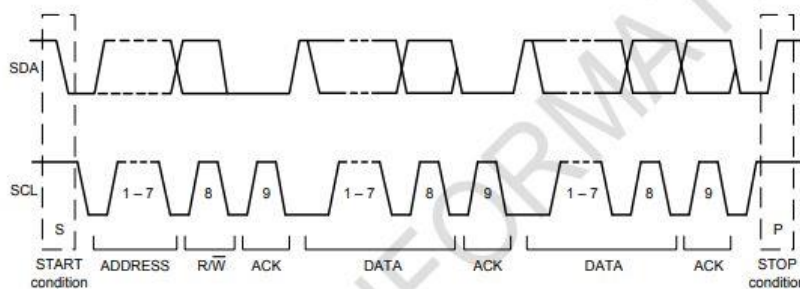 SDA
SCL
1 – 7
8
9
1 – 7
8
9
1 – 7
8
9
S
P
START
condition
ADDRESS
R/W̅
ACK
DATA
ACK
DATA
ACK
STOP
condition